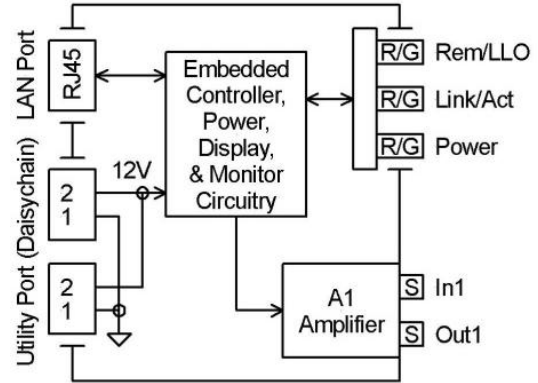 LAN Port
RJ45
Embedded
Controller,
Power,
Display,
& Monitor
Circuitry
R/G Rem/LLO
R/G Link/Act
R/G Power
12V
Utility Port (Daisychain)
2
1
2
1
A1
Amplifier
S In1
S Out1